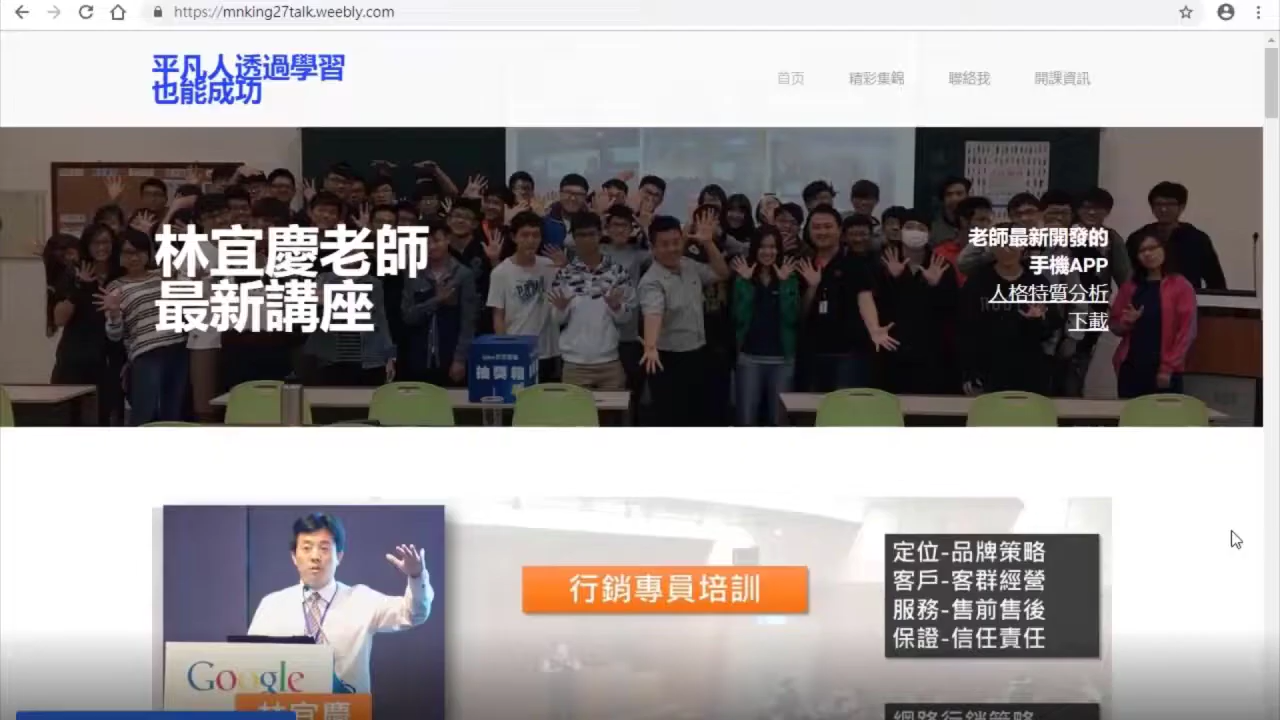 https://mnking27talk.weebly.com
平凡人透過學習
也能成功
首页
精彩集錦
聯絡我
開課資訊
林宜慶老師
最新講座
老師最新開發的
手機APP
人格特質分析
下載
抽獎箱
行銷專員培訓
定位-品牌策略
客戶-客群經營
服務-售前售後
保證-信任責任
Google
林宜慶
網路行銷策略